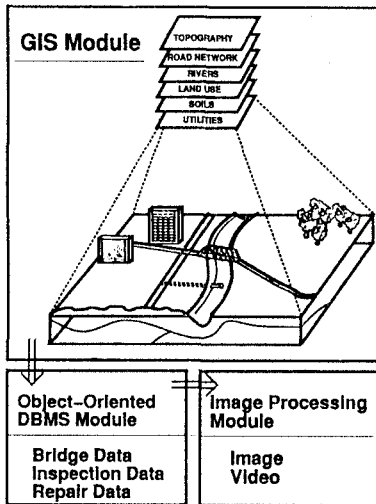 GIS Module
TOPOGRAPHY
ROAD NETWORK
RIVERS
LAND USE
SOILS
UTILITIES
Object-Oriented
DBMS Module
Bridge Data
Inspection Data
Repair Data
Image Processing
Module
Image
Video